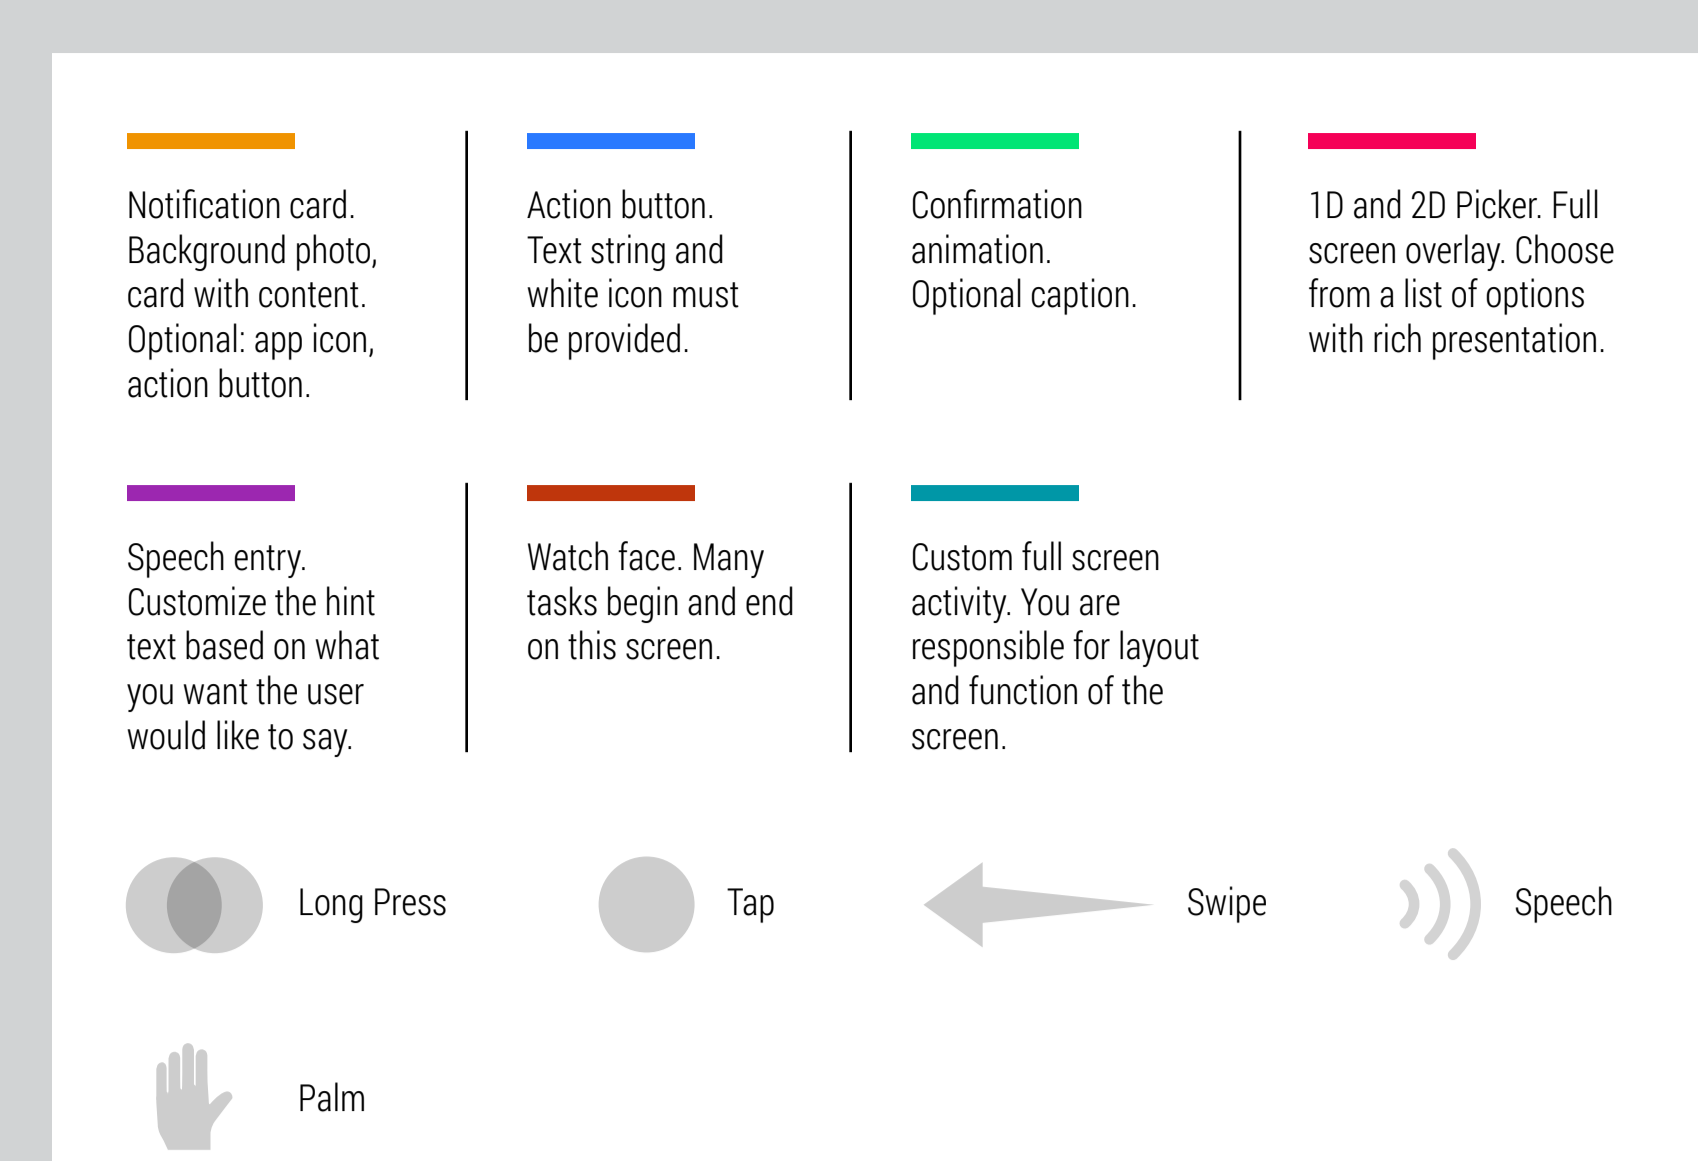 Notification card.
Background photo,
card with content.
Optional: app icon,
action button.
Action button.
Text string and
white icon must
be provided.
Confirmation
animation.
Optional caption.
1D and 2D Picker. Full
screen overlay. Choose
from a list of options
with rich presentation.
Speech entry.
Customize the hint
text based on what
you want the user
would like to say.
Watch face. Many
tasks begin and end
on this screen.
Custom full screen
activity. You are
responsible for layout
and function of the
screen.
Long Press
Tap
Swipe
Speech
Palm